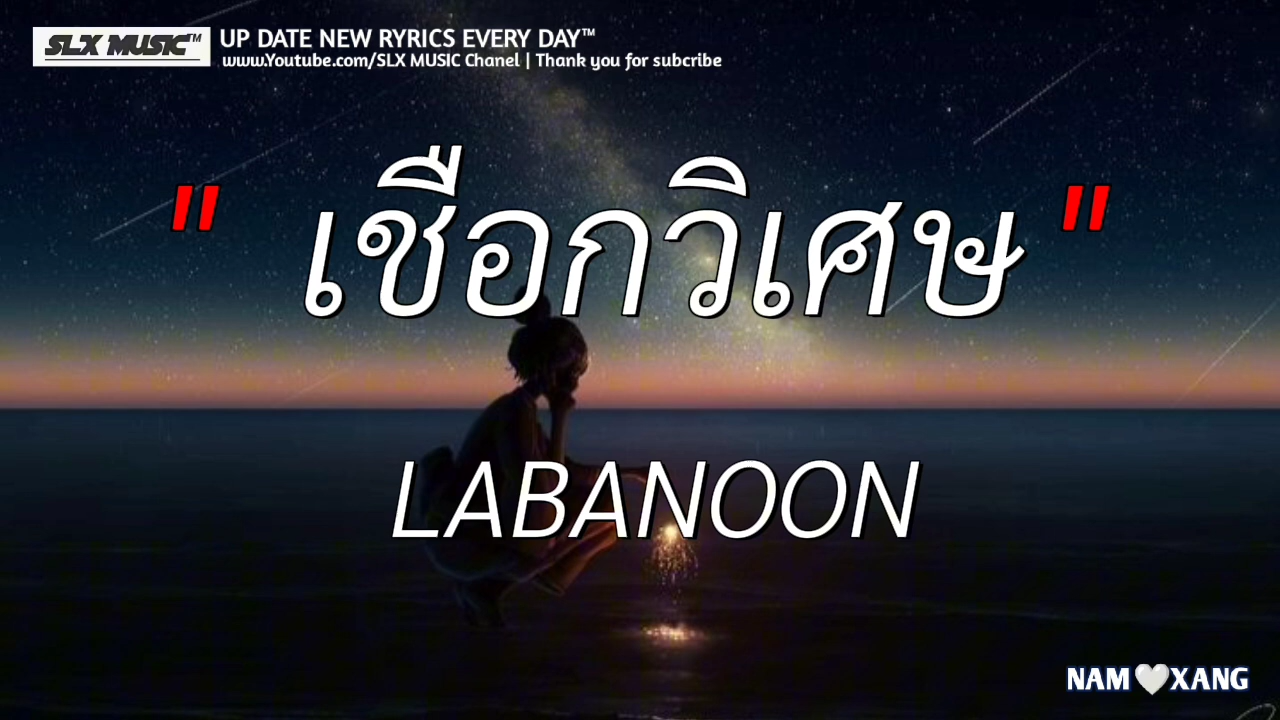 SLX MUSIC™ UP DATE NEW RYRICS EVERY DAY™
www.Youtube.com/SLX MUSIC Chanel | Thank you for subcribe
" เชือกวิเศษ "
LABANOON
NAM🤍XANG